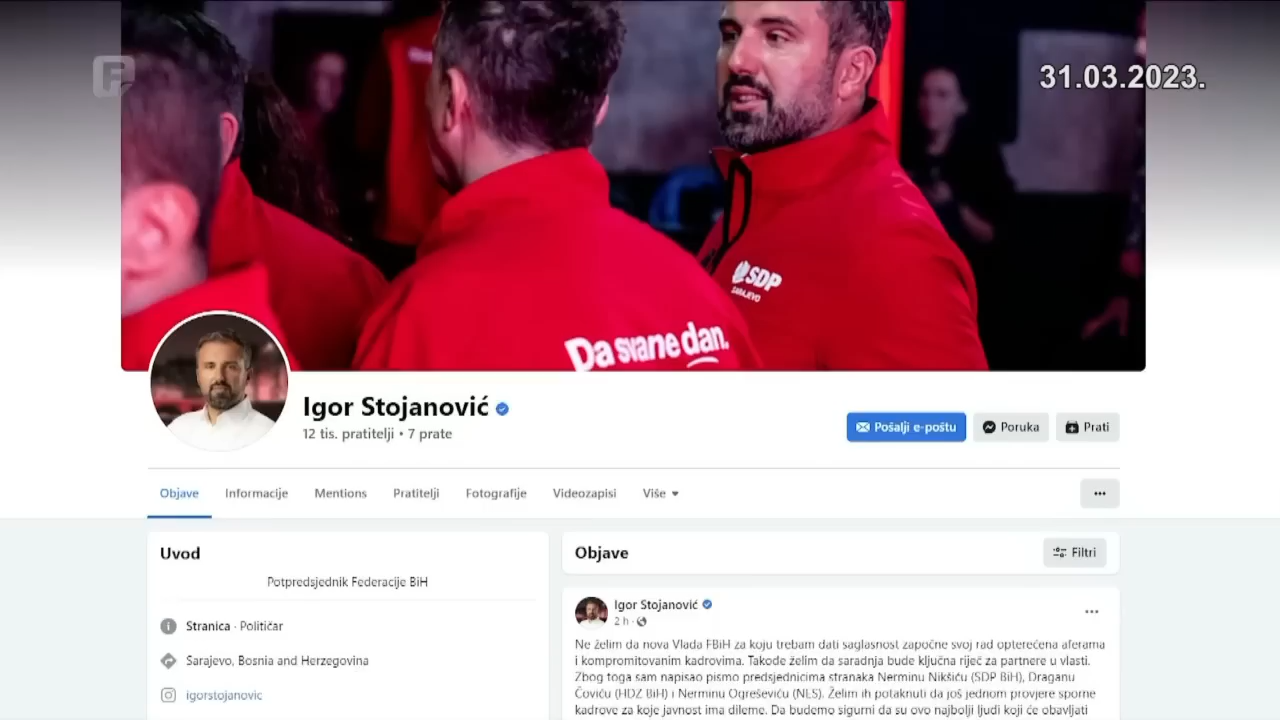 31.03.2023.
SDP
SARAJEVO
Da svane dan.
Igor Stojanović
12 tis. pratitelji • 7 prate
Pošalji e-poštu
Poruka
Prati
Objave
Informacije
Mentions
Pratitelji
Fotografije
Videozapisi
Više
Uvod
Potpredsjednik Federacije BiH
Stranica · Političar
Sarajevo, Bosnia and Herzegovina
igorstojanovic
Objave
Filtri
Igor Stojanović
2 h ·
Ne želim da nova Vlada FBiH za koju trebam dati saglasnost započne svoj rad opterećena aferama
i kompromitovanim kadrovima. Takođe želim da saradnja bude ključna riječ za partnere u vlasti.
Zbog toga sam napisao pismo predsjednicima stranaka Nerminu Nikšiću (SDP BiH), Draganu
Čoviću (HDZ BiH) i Nerminu Ogreševiću (NES). Želim ih potaknuti da još jednom provjere sporne
kadrove za koje javnost ima dileme. Da budemo sigurni da su ovo najbolji ljudi koji će obavljati